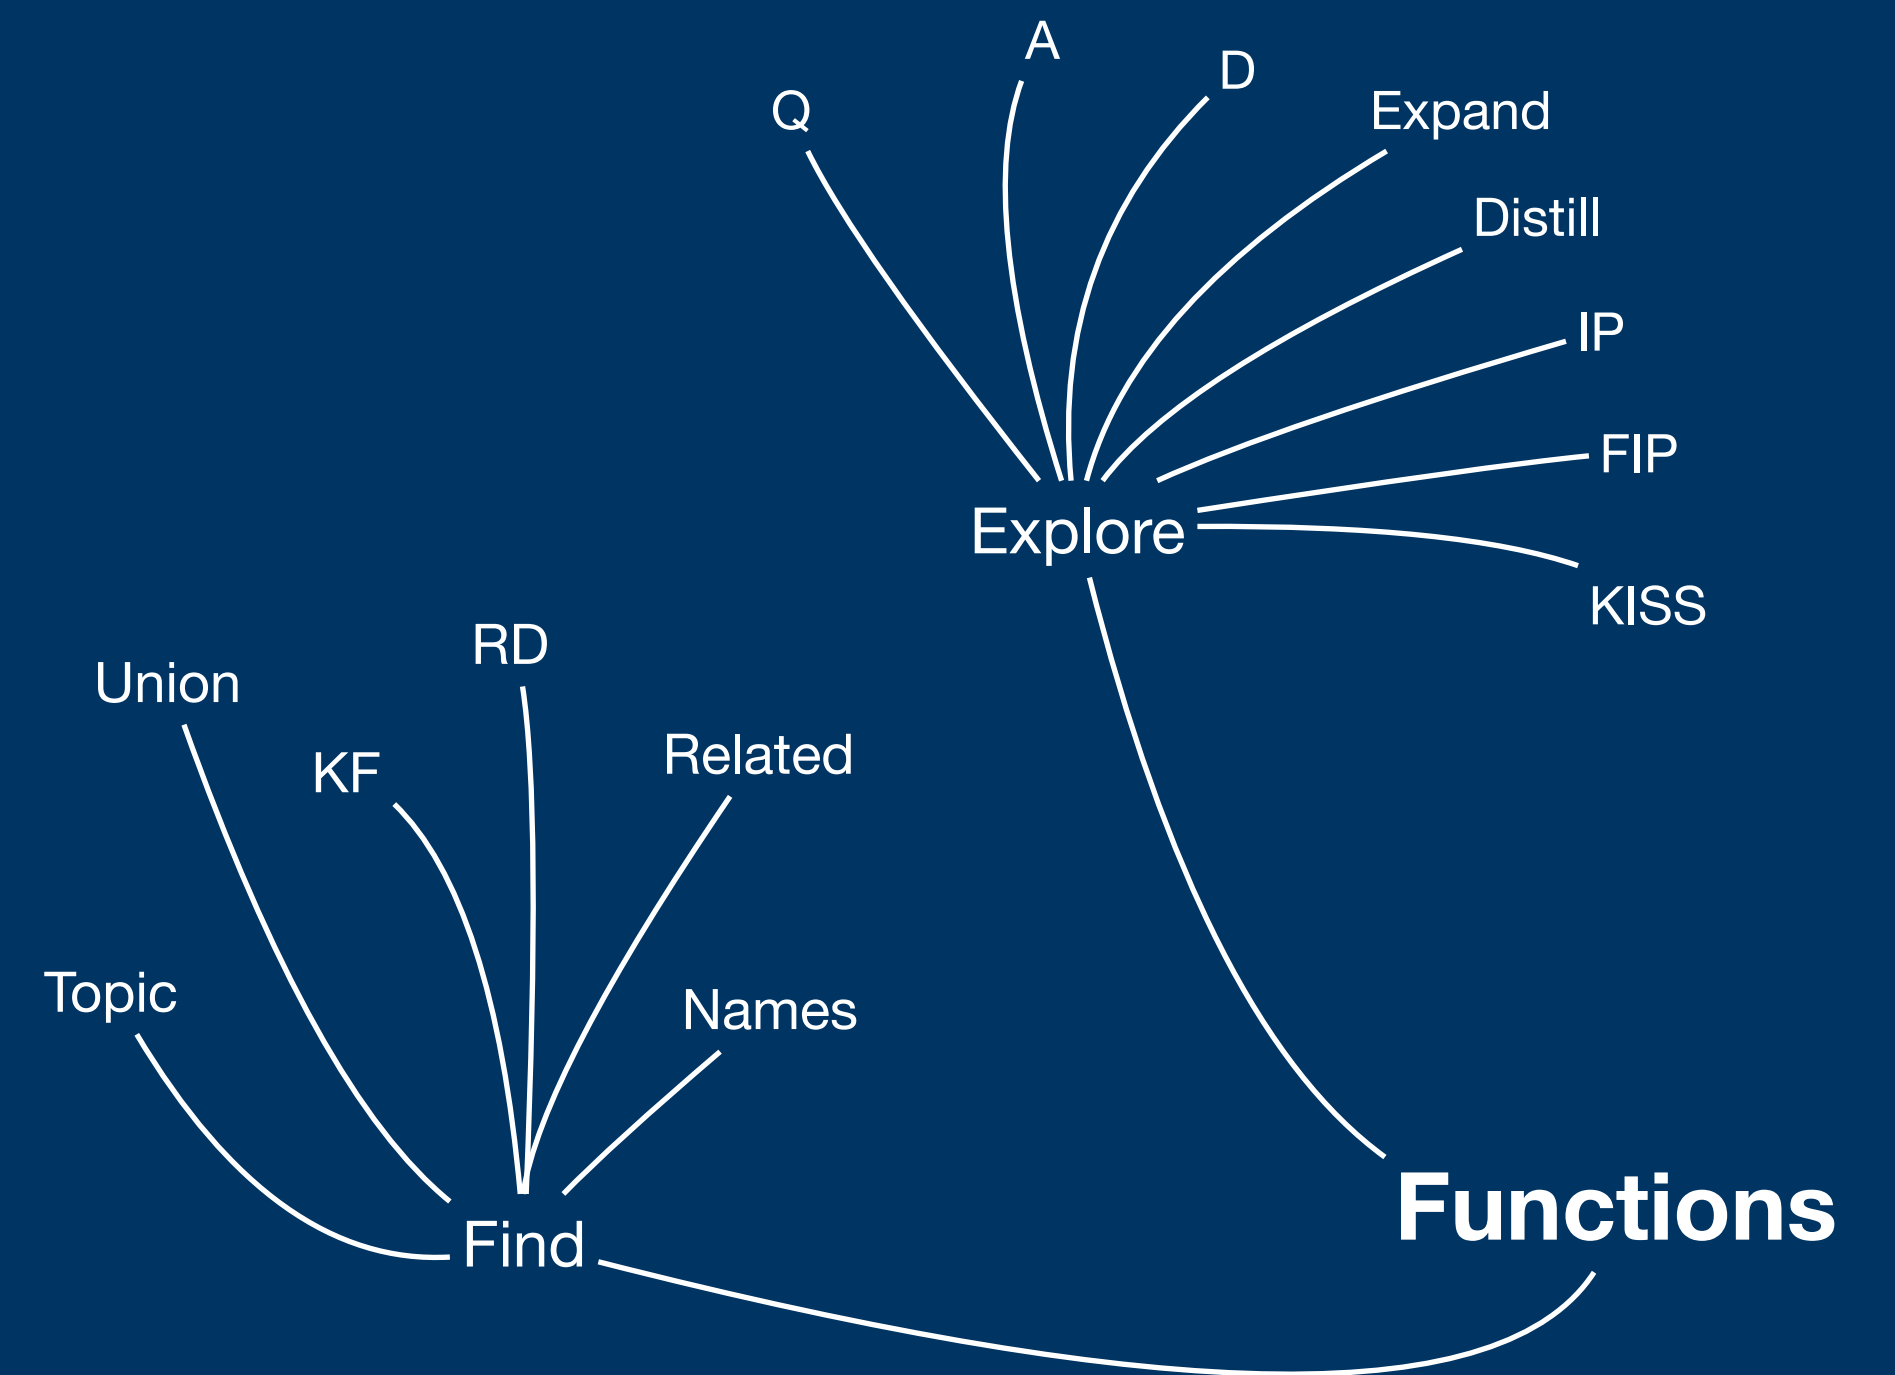 A
D
Q
Expand
Distill
IP
FIP
Explore
KISS
RD
Union
Related
KF
Topic
Names
Functions
Find